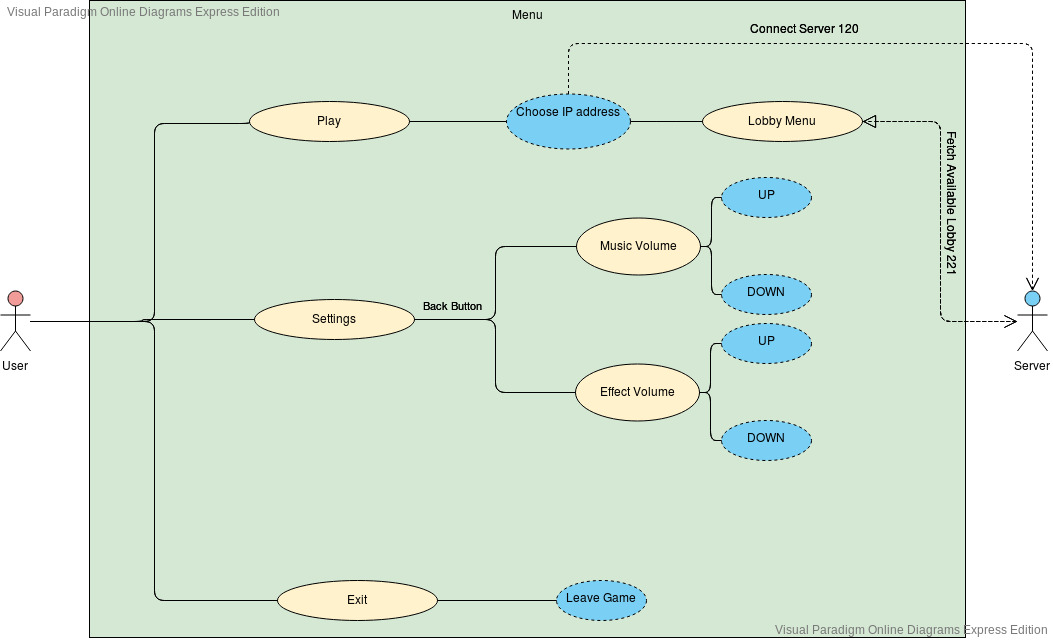 Visual Paradigm Online Diagrams Express Edition
Menu
Connect Server 120
Play
Choose IP address
Lobby Menu
Fetch Available Lobby 221
UP
Music Volume
DOWN
User
Settings
Back Button
UP
Server
Effect Volume
DOWN
Exit
Leave Game
Visual Paradigm Online Diagrams Express Edition